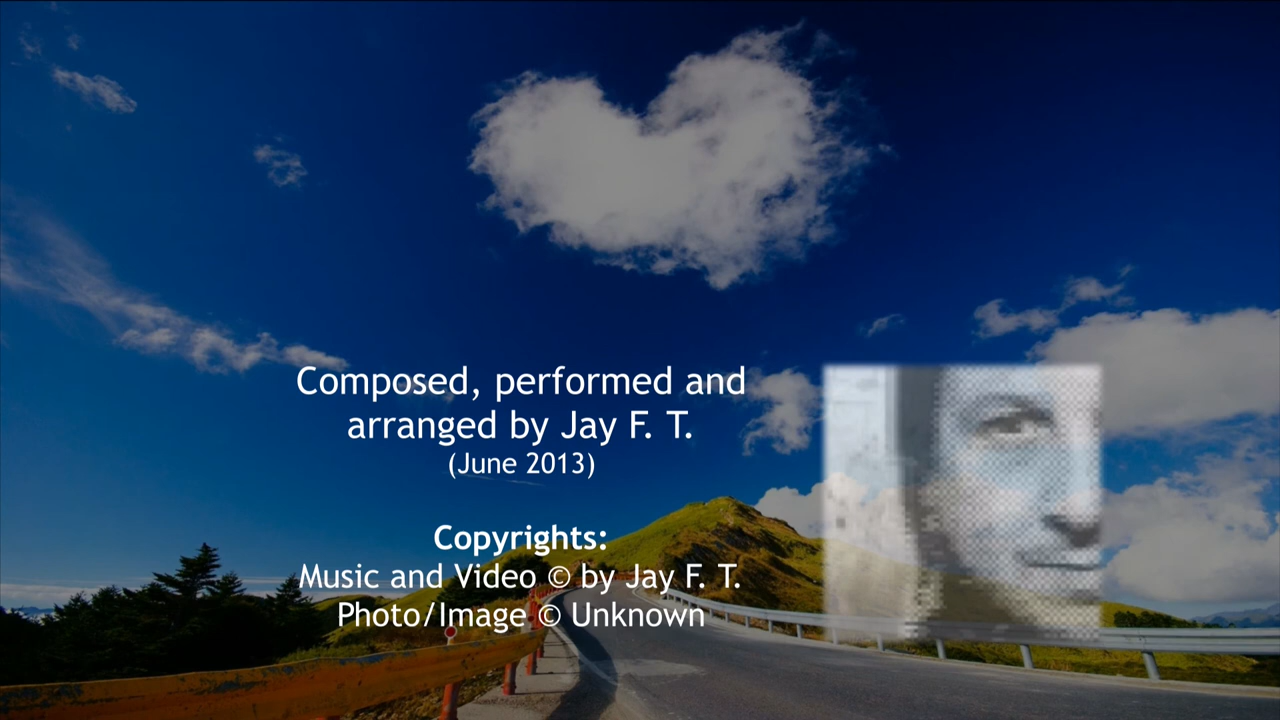 Composed, performed and
arranged by Jay F. T.
(June 2013)
Copyrights:
Music and Video © by Jay F. T.
Photo/Image © Unknown